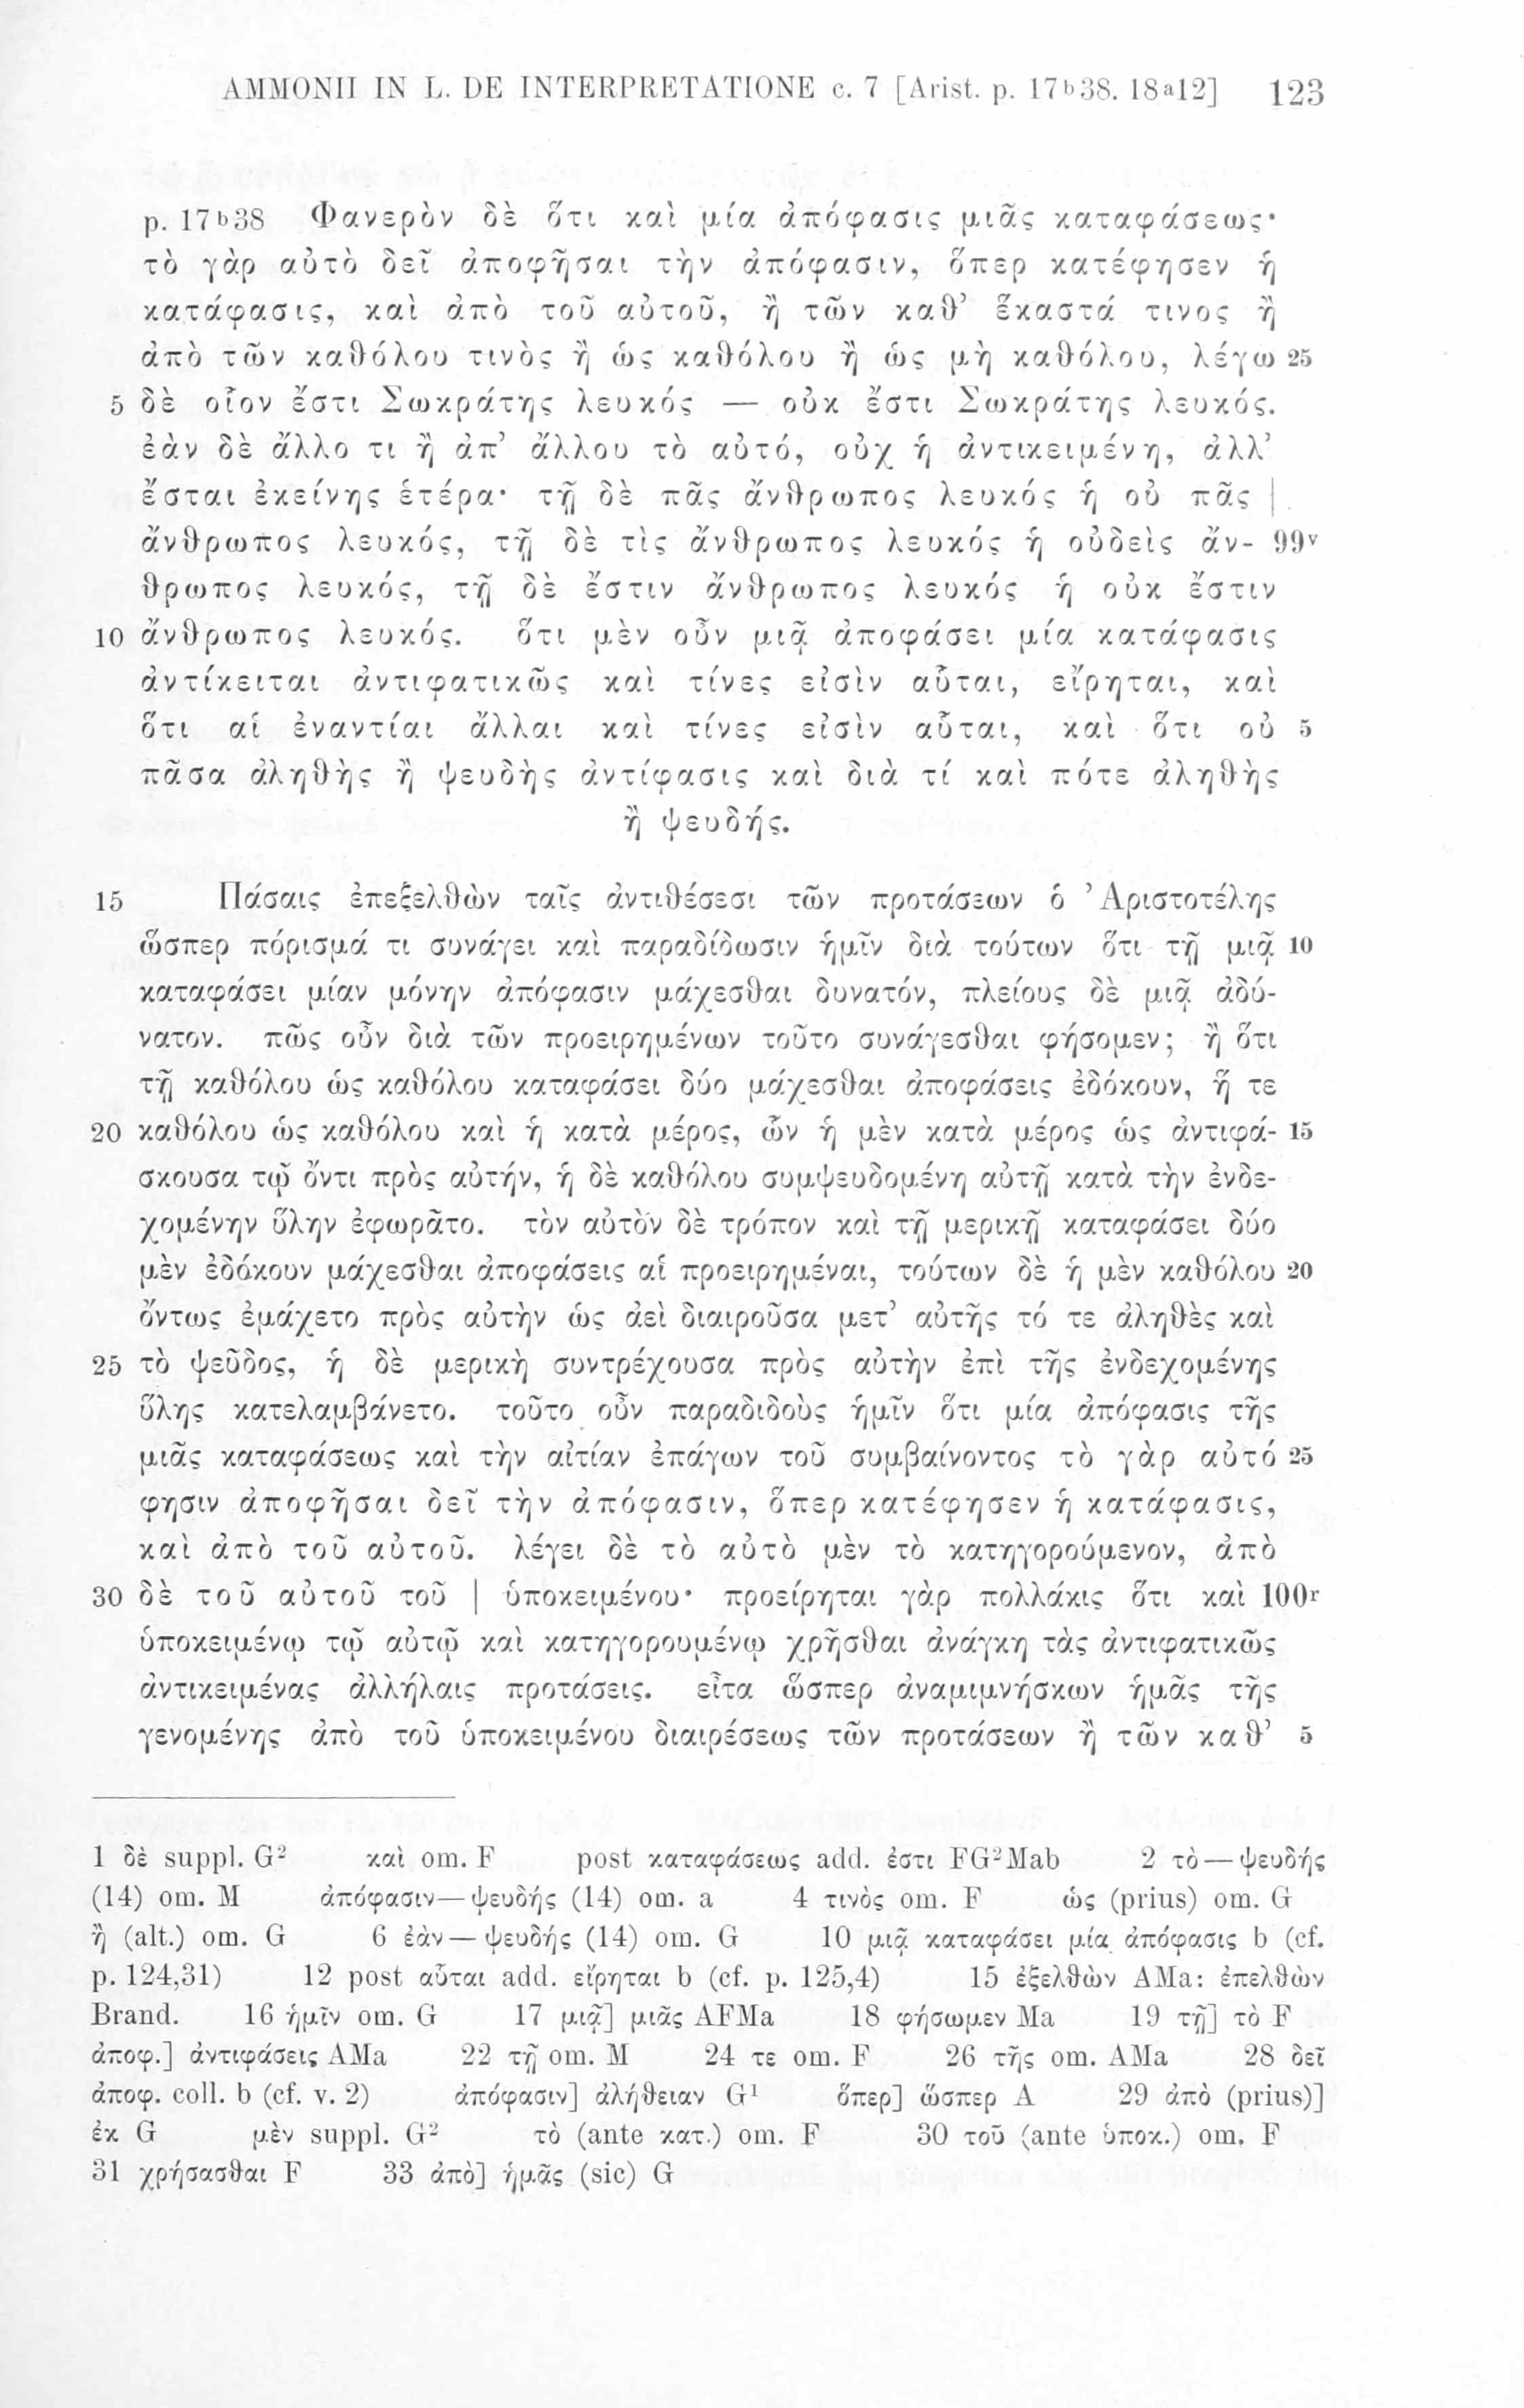 AMMONII IN L. DE INTERPRETATIONE c. 7 [Arist. p. 17b38. 18a12] 123
p. 17b38 Φανερὸν δὲ ὅτι καὶ μία ἀπόφασις μιᾶς καταφάσεως·
τὸ γὰρ αὐτὸ δεῖ ἀποφῆσαι τὴν ἀπόφασιν, ὅπερ κατέφησεν ἡ
κατάφασις, καὶ ἀπὸ τοῦ αὐτοῦ, ἢ τῶν καθ’ ἕκαστά τινος ἢ
ἀπὸ τῶν καθόλου τινὸς ἢ ὡς καθόλου ἢ ὡς μὴ καθόλου, λέγω 25
5 δὲ οἷον ἔστι Σωκράτης λευκός — οὐκ ἔστι Σωκράτης λευκός.
ἐὰν δὲ ἄλλο τι ἢ ἀπ’ ἄλλου τὸ αὐτό, οὐχ ἡ ἀντικειμένη, ἀλλ’
ἔσται ἐκείνης ἑτέρα· τῇ δὲ πᾶς ἄνθρωπος λευκός ἡ οὐ πᾶς |
ἄνθρωπος λευκός, τῇ δὲ τὶς ἄνθρωπος λευκός ἡ οὐδεὶς ἄν- 99v
θρωπος λευκός, τῇ δὲ ἔστιν ἄνθρωπος λευκός ἡ οὐκ ἔστιν
10 ἄνθρωπος λευκός. ὅτι μὲν οὖν μιᾷ ἀποφάσει μία κατάφασις
ἀντίκειται ἀντιφατικῶς καὶ τίνες εἰσὶν αὗται, εἴρηται, καὶ
ὅτι αἱ ἐναντίαι ἄλλαι καὶ τίνες εἰσὶν αὗται, καὶ ὅτι οὐ 5
πᾶσα ἀληθὴς ἢ ψευδὴς ἀντίφασις καὶ διὰ τί καὶ πότε ἀληθὴς
ἢ ψευδής.
15 Πάσαις ἐπεξελθὼν ταῖς ἀντιθέσεσι τῶν προτάσεων ὁ Ἀριστοτέλης
ὥσπερ πόρισμά τι συνάγει καὶ παραδίδωσιν ἡμῖν διὰ τούτων ὅτι τῇ μιᾷ 10
καταφάσει μίαν μόνην ἀπόφασιν μάχεσθαι δυνατόν, πλείους δὲ μιᾷ ἀδύ-
νατον. πῶς οὖν διὰ τῶν προειρημένων τοῦτο συνάγεσθαι φήσομεν; ἢ ὅτι
τῇ καθόλου ὡς καθόλου καταφάσει δύο μάχεσθαι ἀποφάσεις ἐδόκουν, ἥ τε
20 καθόλου ὡς καθόλου καὶ ἡ κατὰ μέρος, ὧν ἡ μὲν κατὰ μέρος ὡς ἀντιφά- 15
σκουσα τῷ ὄντι πρὸς αὐτήν, ἡ δὲ καθόλου συμψευδομένη αὐτῇ κατὰ τὴν ἐνδε-
χομένην ὕλην ἐφωρᾶτο. τὸν αὐτὸν δὲ τρόπον καὶ τῇ μερικῇ καταφάσει δύο
μὲν ἐδόκουν μάχεσθαι ἀποφάσεις αἱ προειρημέναι, τούτων δὲ ἡ μὲν καθόλου 20
ὄντως ἐμάχετο πρὸς αὐτὴν ὡς ἀεὶ διαιροῦσα μετ’ αὐτῆς τό τε ἀληθὲς καὶ
25 τὸ ψεῦδος, ἡ δὲ μερικὴ συντρέχουσα πρὸς αὐτὴν ἐπὶ τῆς ἐνδεχομένης
ὕλης κατελαμβάνετο. τοῦτο οὖν παραδιδοὺς ἡμῖν ὅτι μία ἀπόφασις τῆς
μιᾶς καταφάσεως καὶ τὴν αἰτίαν ἐπάγων τοῦ συμβαίνοντος τὸ γὰρ αὐτό 25
φησιν ἀποφῆσαι δεῖ τὴν ἀπόφασιν, ὅπερ κατέφησεν ἡ κατάφασις,
καὶ ἀπὸ τοῦ αὐτοῦ. λέγει δὲ τὸ αὐτὸ μὲν τὸ κατηγορούμενον, ἀπὸ
30 δὲ τοῦ αὐτοῦ τοῦ | ὑποκειμένου· προείρηται γὰρ πολλάκις ὅτι καὶ 100r
ὑποκειμένῳ τῷ αὐτῷ καὶ κατηγορουμένῳ χρῆσθαι ἀνάγκη τὰς ἀντιφατικῶς
ἀντικειμένας ἀλλήλαις προτάσεις. εἶτα ὥσπερ ἀναμιμνήσκων ἡμᾶς τῆς
γενομένης ἀπὸ τοῦ ὑποκειμένου διαιρέσεως τῶν προτάσεων ἢ τῶν καθ’ 5
1 δὲ suppl. G² καὶ om. F post καταφάσεως add. ἐστι FG²Mab 2 τὸ—ψευδής
(14) om. M ἀπόφασιν—ψευδής (14) om. a 4 τινὸς om. F ὡς (prius) om. G
ἢ (alt.) om. G 6 ἐὰν—ψευδής (14) om. G 10 μιᾷ καταφάσει μία ἀπόφασις b (cf.
p. 124,31) 12 post αὗται add. εἴρηται b (cf. p. 125,4) 15 ἐξελθὼν AMa: ἐπελθὼν
Brand. 16 ἡμῖν om. G 17 μιᾷ] μιᾶς AFMa 18 φήσωμεν Ma 19 τῇ] τὸ F
ἀποφ.] ἀντιφάσεις AMa 22 τῇ om. M 24 τε om. F 26 τῆς om. AMa 28 δεῖ
ἀποφ. coll. b (cf. v. 2) ἀπόφασιν] ἀλήθειαν G¹ ὅπερ] ὥσπερ A 29 ἀπὸ (prius)]
ἐκ G μὲν suppl. G² τὸ (ante κατ.) om. F 30 τοῦ (ante ὑποκ.) om. F
31 χρήσασθαι F 33 ἀπὸ] ἡμᾶς (sic) G